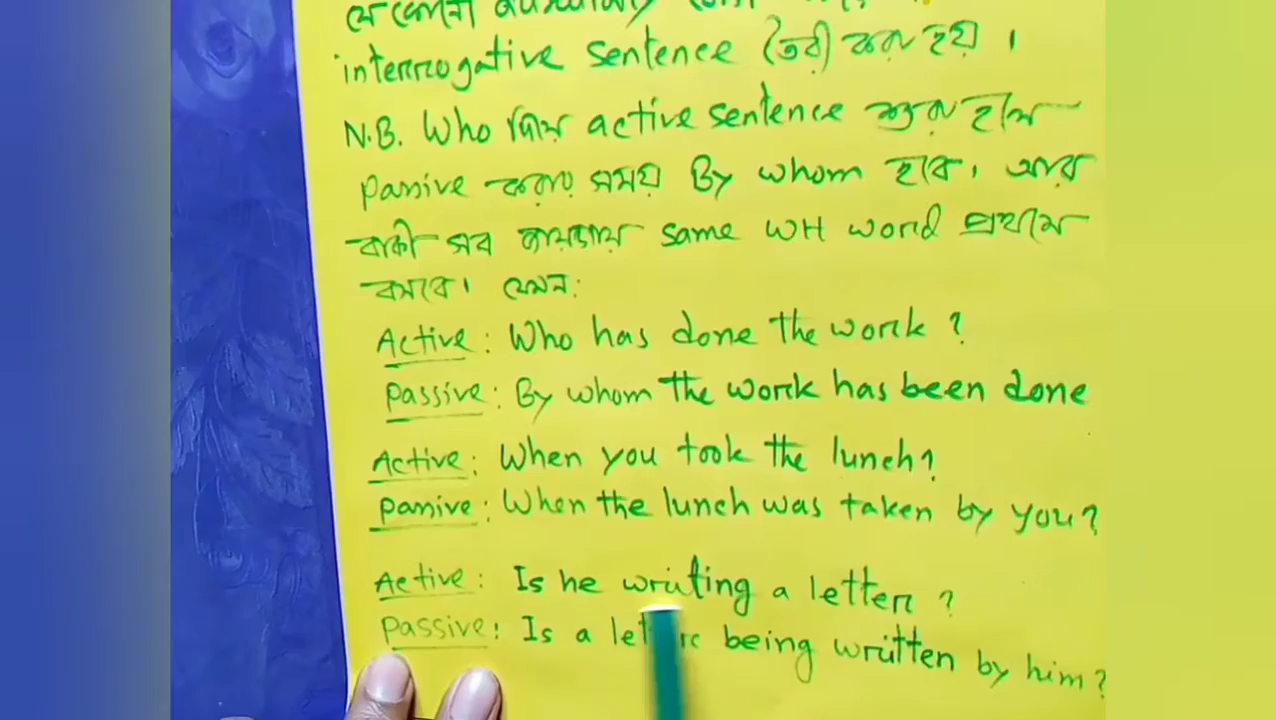 যে কোনো auxiliary
interrogative sentence তৈরী করা হয় ।
N.B. Who দিয়ে active sentence শুরু হলে
passive করার সময় By whom হবে। আর
বাকী সব জায়গায় same WH word প্রথমে
বসবে। যেমন:
Active: Who has done the work ?
Passive: By whom the work has been done
Active: When you took the lunch?
Passive: When the lunch was taken by you?
Active: Is he writing a letter ?
Passive: Is a letter being written by him?